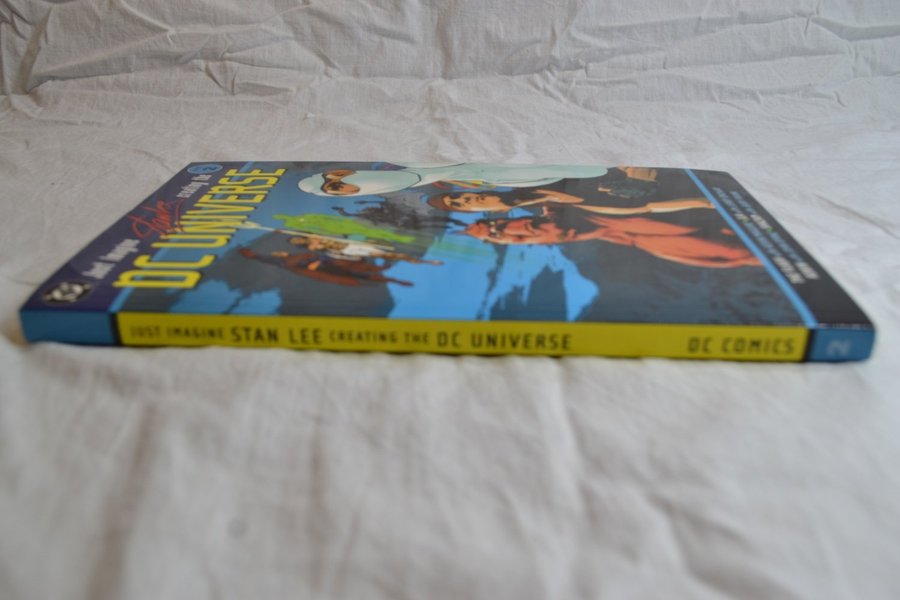 Just Imagine Stan Lee creating the 2
DC UNIVERSE
JUST IMAGINE STAN LEE CREATING THE DC UNIVERSE
DC COMICS
2